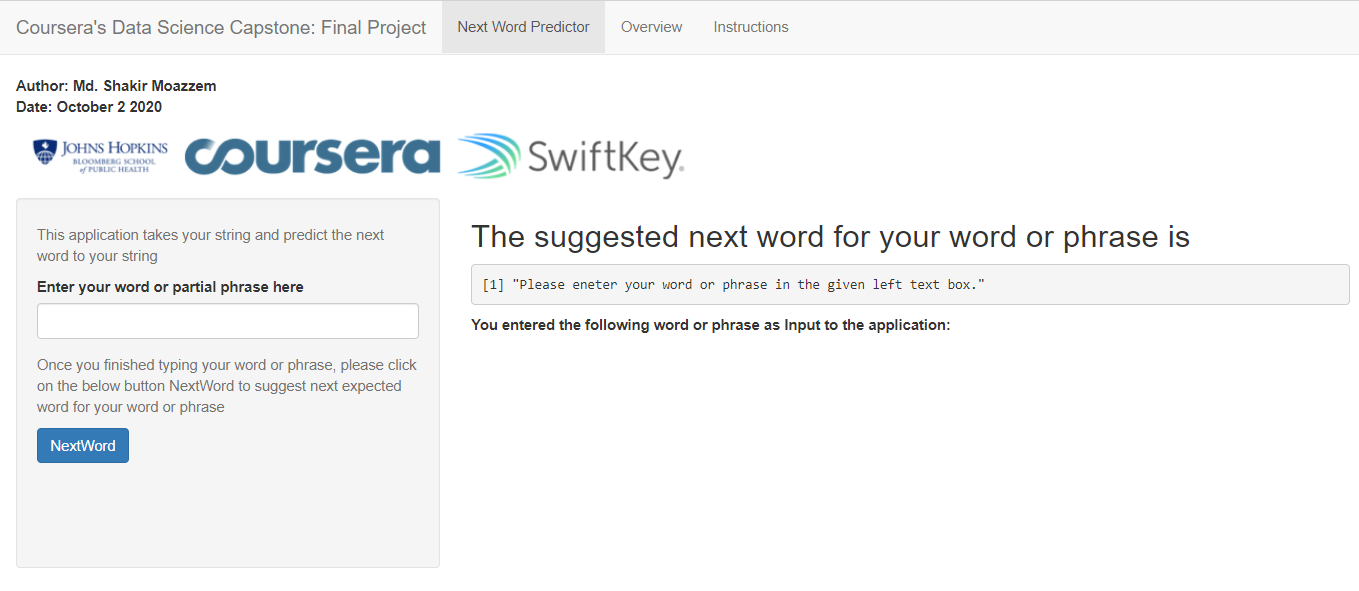 Coursera's Data Science Capstone: Final Project
Next Word Predictor
Overview
Instructions
Author: Md. Shakir Moazzem
Date: October 2 2020
JOHNS HOPKINS
BLOOMBERG SCHOOL
of PUBLIC HEALTH
coursera
SwiftKey.
This application takes your string and predict the next
word to your string
Enter your word or partial phrase here
Once you finished typing your word or phrase, please click
on the below button NextWord to suggest next expected
word for your word or phrase
NextWord
The suggested next word for your word or phrase is
[1] "Please eneter your word or phrase in the given left text box."
You entered the following word or phrase as Input to the application: